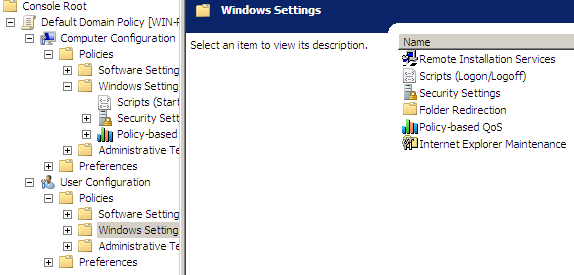 Console Root
Default Domain Policy [WIN-
Computer Configuration
Policies
Software Setting
Windows Setting
Scripts (Start
Security Sett
Policy-based
Administrative Te
Preferences
User Configuration
Policies
Software Setting
Windows Setting
Administrative Te
Preferences
Windows Settings
Select an item to view its description.
Name
Remote Installation Services
Scripts (Logon/Logoff)
Security Settings
Folder Redirection
Policy-based QoS
Internet Explorer Maintenance